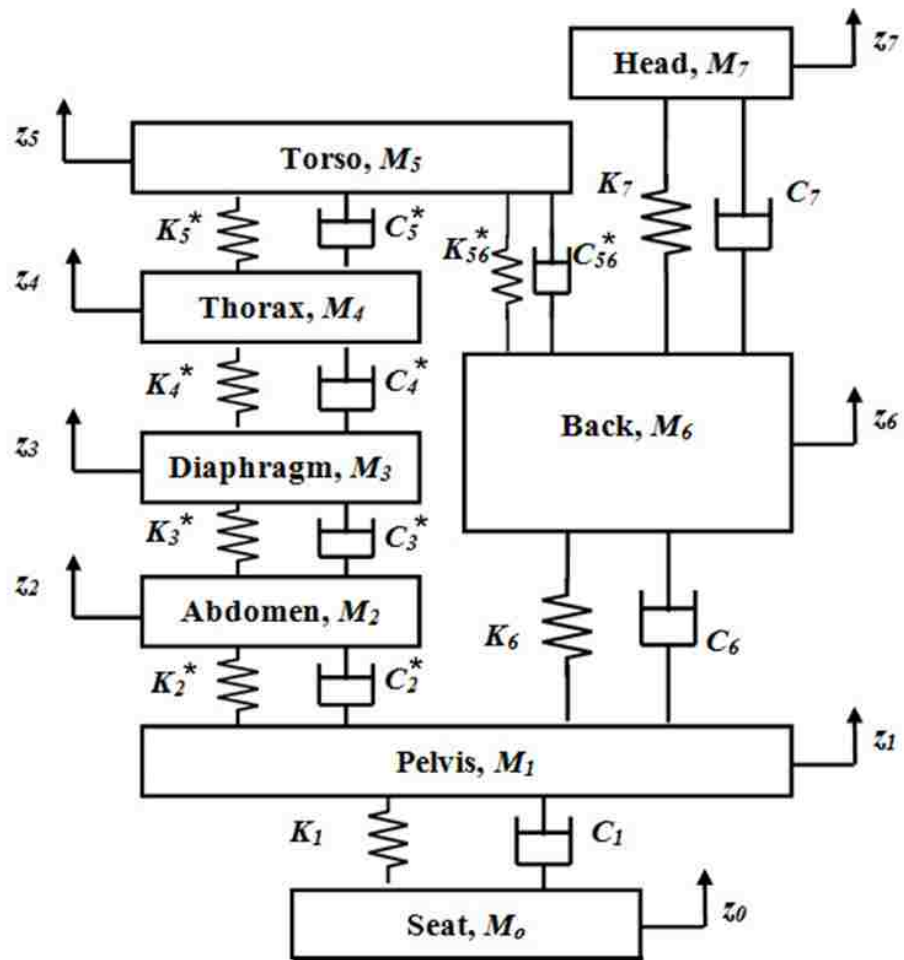 Head, M₇
z₇
z₅
Torso, M₅
K₅*
C₅*
K₅₆*
C₅₆*
K₇
C₇
z₄
Thorax, M₄
K₄*
C₄*
Back, M₆
z₆
z₃
Diaphragm, M₃
K₃*
C₃*
z₂
Abdomen, M₂
K₂*
C₂*
K₆
C₆
Pelvis, M₁
z₁
K₁
C₁
Seat, Mₒ
z₀